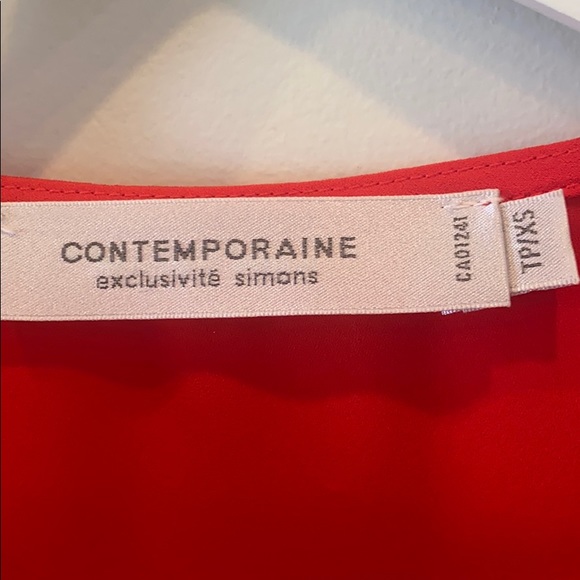 CONTEMPORAINE
exclusivité simons
CA01241
TP/XS